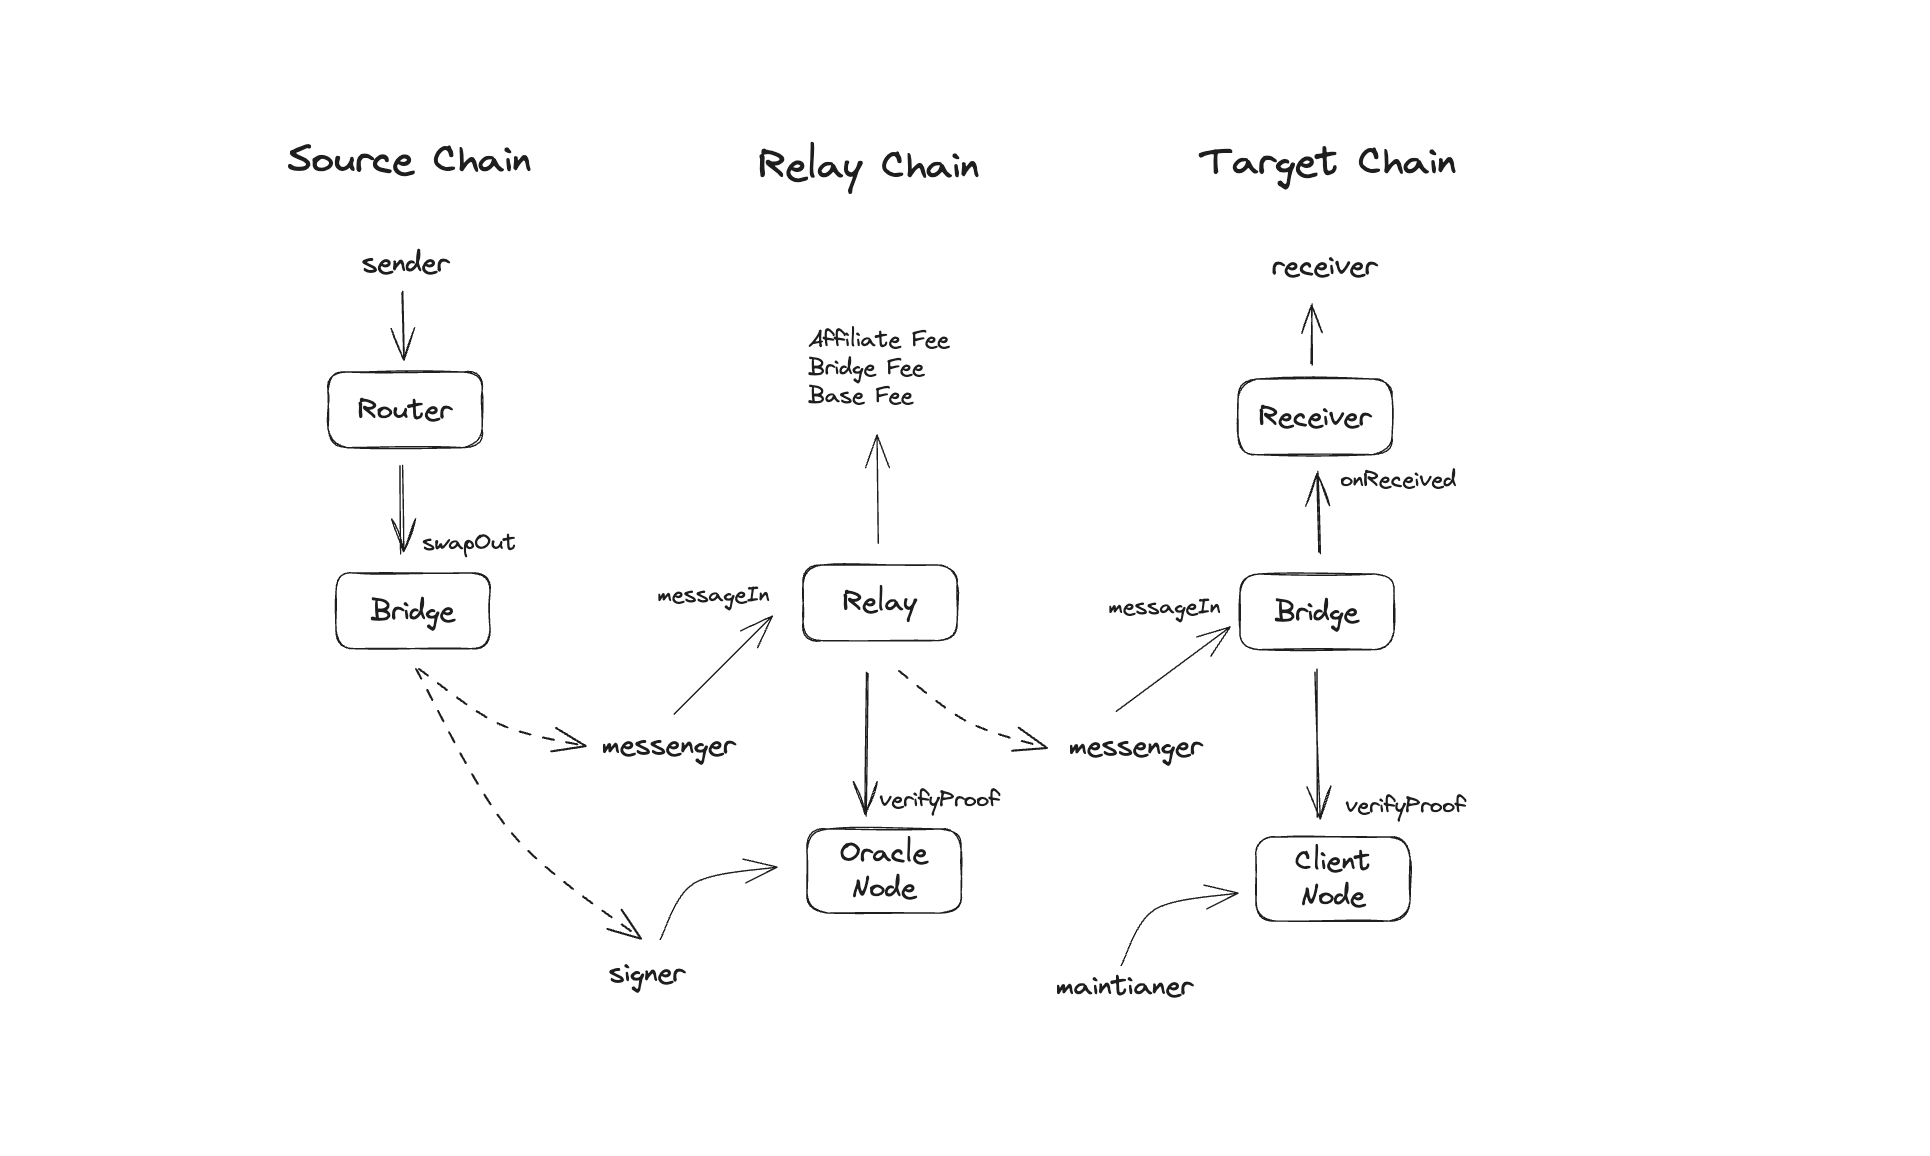 Source Chain
Relay Chain
Target Chain
sender
receiver
Affiliate Fee
Bridge Fee
Base Fee
Router
Receiver
onReceived
swapOut
messageIn
Relay
messageIn
Bridge
Bridge
messenger
messenger
verifyProof
verifyProof
Oracle
Node
Client
Node
signer
maintianer